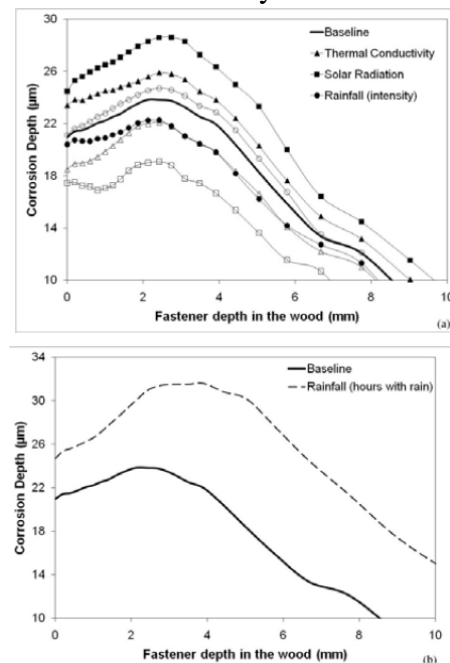 30
26
22
18
14
10
Corrosion Depth (µm)
Baseline
Thermal Conductivity
Solar Radiation
Rainfall (intensity)
0 2 4 6 8 10
Fastener depth in the wood (mm)
(a)
34
30
26
22
18
14
10
Corrosion Depth (µm)
Baseline
Rainfall (hours with rain)
0 2 4 6 8 10
Fastener depth in the wood (mm)
(b)